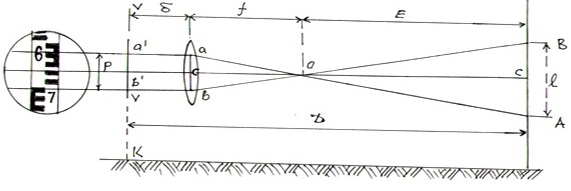 V δ f E
6 a' a B
P c O c l
b' b
7 V A
D
K